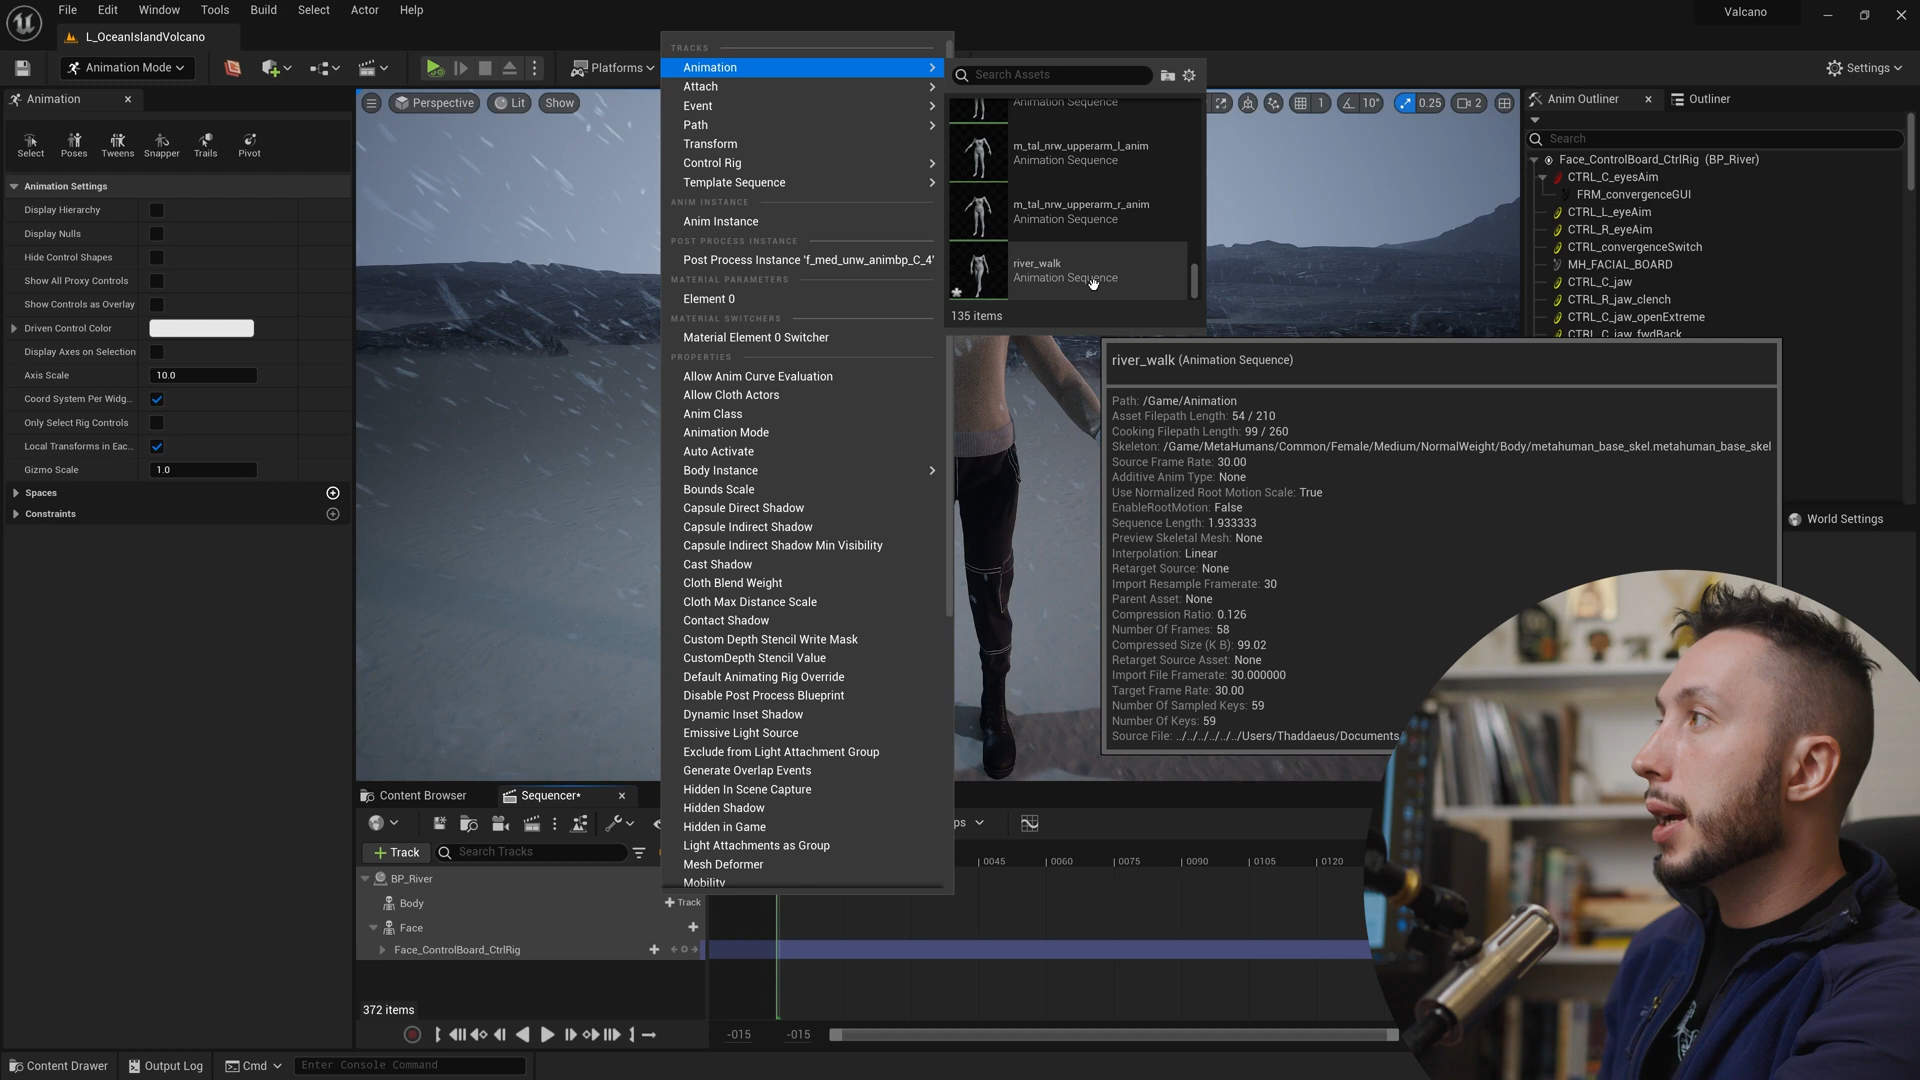 File Edit Window Tools Build Select Actor Help
Valcano
L_OceanIslandVolcano
Animation Mode
Platforms
Settings
Animation
Perspective
Lit
Show
1
10°
0.25
2
Anim Outliner
Outliner
Select
Poses
Tweens
Snapper
Trails
Pivot
Search
Animation Settings
Display Hierarchy
Display Nulls
Hide Control Shapes
Show All Proxy Controls
Show Controls as Overlay
Driven Control Color
Display Axes on Selection
Axis Scale 10.0
Coord System Per Widg...
Only Select Rig Controls
Local Transforms in Eac...
Gizmo Scale 1.0
Spaces
Constraints
TRACKS
Animation
Attach
Event
Path
Transform
Control Rig
Template Sequence
ANIM INSTANCE
Anim Instance
POST PROCESS INSTANCE
Post Process Instance 'f_med_unw_animbp_C_4'
MATERIAL PARAMETERS
Element 0
MATERIAL SWITCHERS
Material Element 0 Switcher
PROPERTIES
Allow Anim Curve Evaluation
Allow Cloth Actors
Anim Class
Animation Mode
Auto Activate
Body Instance
Bounds Scale
Capsule Direct Shadow
Capsule Indirect Shadow
Capsule Indirect Shadow Min Visibility
Cast Shadow
Cloth Blend Weight
Cloth Max Distance Scale
Contact Shadow
Custom Depth Stencil Write Mask
CustomDepth Stencil Value
Default Animating Rig Override
Disable Post Process Blueprint
Dynamic Inset Shadow
Emissive Light Source
Exclude from Light Attachment Group
Generate Overlap Events
Hidden In Scene Capture
Hidden Shadow
Hidden in Game
Light Attachments as Group
Mesh Deformer
Mobility
Search Assets
Animation Sequence
m_tal_nrw_upperarm_l_anim
Animation Sequence
m_tal_nrw_upperarm_r_anim
Animation Sequence
river_walk
Animation Sequence
135 items
Face_ControlBoard_CtrlRig (BP_River)
CTRL_C_eyesAim
FRM_convergenceGUI
CTRL_L_eyeAim
CTRL_R_eyeAim
CTRL_convergenceSwitch
MH_FACIAL_BOARD
CTRL_C_jaw
CTRL_R_jaw_clench
CTRL_C_jaw_openExtreme
CTRL_C_jaw_fwdBack
World Settings
river_walk (Animation Sequence)
Path: /Game/Animation
Asset Filepath Length: 54 / 210
Cooking Filepath Length: 99 / 260
Skeleton: /Game/MetaHumans/Common/Female/Medium/NormalWeight/Body/metahuman_base_skel.metahuman_base_skel
Source Frame Rate: 30.00
Additive Anim Type: None
Use Normalized Root Motion Scale: True
EnableRootMotion: False
Sequence Length: 1.933333
Preview Skeletal Mesh: None
Interpolation: Linear
Retarget Source: None
Import Resample Framerate: 30
Parent Asset: None
Compression Ratio: 0.126
Number Of Frames: 58
Compressed Size (K B): 99.02
Retarget Source Asset: None
Import File Framerate: 30.000000
Target Frame Rate: 30.00
Number Of Sampled Keys: 59
Number Of Keys: 59
Source File: ../../../../../../Users/Thaddaeus/Documents
Content Browser
Sequencer*
ps
Track
Search Tracks
0045 0060 0075 0090 0105 0120
BP_River
Body
Track
Face
Face_ControlBoard_CtrlRig
372 items
-015 -015
Content Drawer
Output Log
Cmd
Enter Console Command